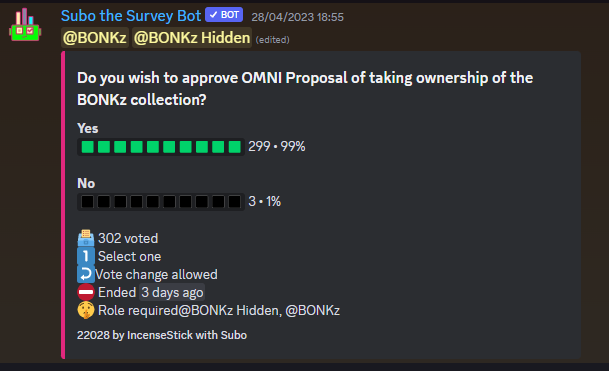 Subo the Survey Bot ✓ BOT 28/04/2023 18:55
@BONKz @BONKz Hidden (edited)
Do you wish to approve OMNI Proposal of taking ownership of the
BONKz collection?
Yes
299 • 99%
No
3 • 1%
302 voted
1 Select one
Vote change allowed
Ended 3 days ago
Role required@BONKz Hidden, @BONKz
22028 by IncenseStick with Subo